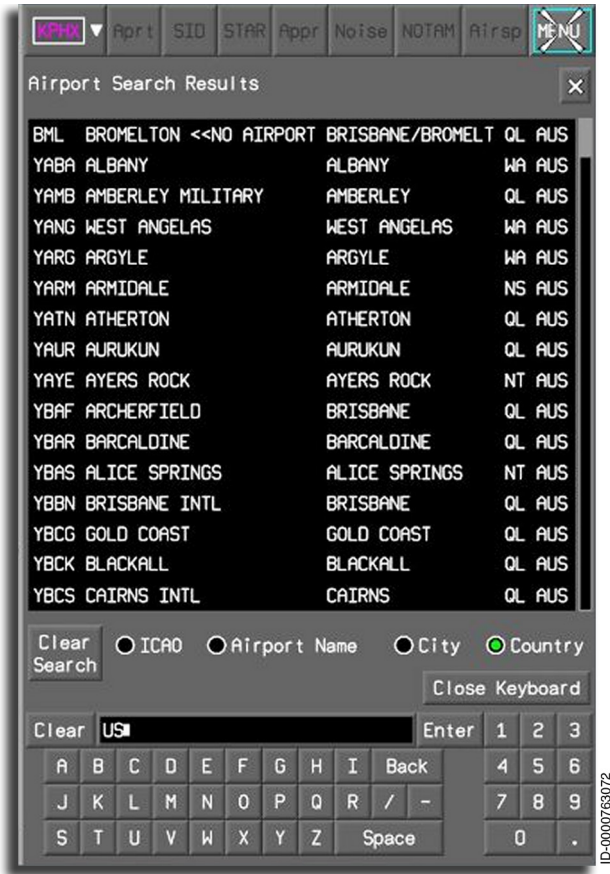 KPHX Aprt SID STAR Appr Noise NOTAM Airsp MENU
Airport Search Results
BML BROMELTON <<NO AIRPORT BRISBANE/BROMELT QL AUS
YABA ALBANY ALBANY WA AUS
YAMB AMBERLEY MILITARY AMBERLEY QL AUS
YANG WEST ANGELAS WEST ANGELAS WA AUS
YARG ARGYLE ARGYLE WA AUS
YARM ARMIDALE ARMIDALE NS AUS
YATN ATHERTON ATHERTON QL AUS
YAUR AURUKUN AURUKUN QL AUS
YAYE AYERS ROCK AYERS ROCK NT AUS
YBAF ARCHERFIELD BRISBANE QL AUS
YBAR BARCALDINE BARCALDINE QL AUS
YBAS ALICE SPRINGS ALICE SPRINGS NT AUS
YBBN BRISBANE INTL BRISBANE QL AUS
YBCG GOLD COAST GOLD COAST QL AUS
YBCK BLACKALL BLACKALL QL AUS
YBCS CAIRNS INTL CAIRNS QL AUS
Clear Search
ICAO Airport Name City Country
Close Keyboard
Clear US Enter 1 2 3
A B C D E F G H I Back 4 5 6
J K L M N O P Q R / - 7 8 9
S T U V W X Y Z Space 0 .
ID-0000763072